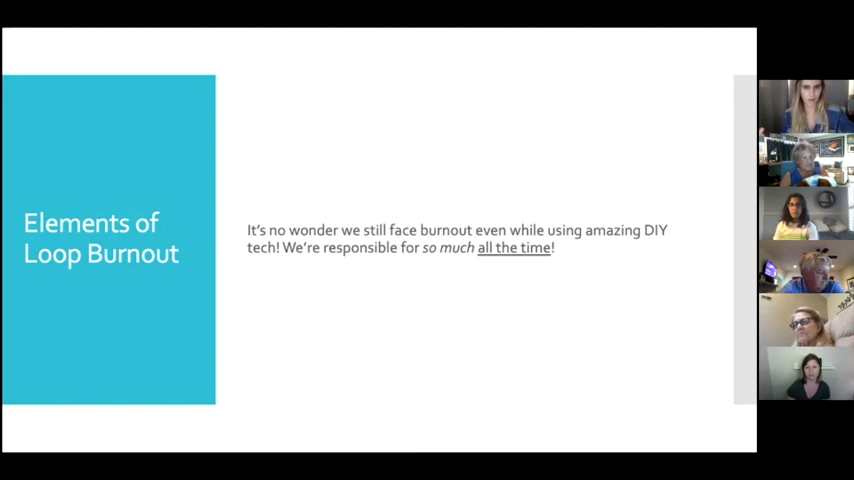 Elements of
Loop Burnout
It's no wonder we still face burnout even while using amazing DIY
tech! We're responsible for so much all the time!